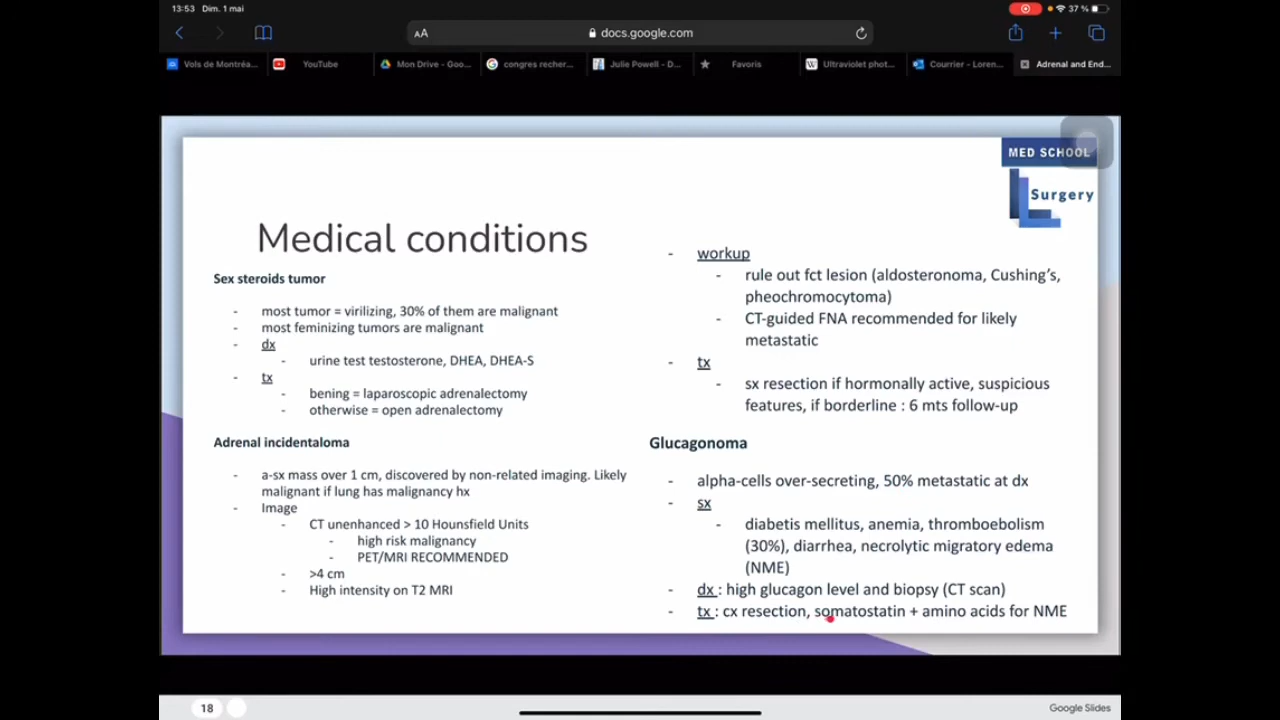 13:53 Dim. 1 mai
37 %
AA
docs.google.com
Vols de Montréa...
YouTube
Mon Drive - Goo...
congres recher...
Julie Powell - D...
Favoris
Ultraviolet phot...
Courrier - Loren...
Adrenal and End...
MED SCHOOL
Surgery
Medical conditions
Sex steroids tumor
- most tumor = virilizing, 30% of them are malignant
- most feminizing tumors are malignant
- dx
- urine test testosterone, DHEA, DHEA-S
- tx
- bening = laparoscopic adrenalectomy
- otherwise = open adrenalectomy
Adrenal incidentaloma
- a-sx mass over 1 cm, discovered by non-related imaging. Likely
malignant if lung has malignancy hx
- Image
- CT unenhanced > 10 Hounsfield Units
- high risk malignancy
- PET/MRI RECOMMENDED
- >4 cm
- High intensity on T2 MRI
- workup
- rule out fct lesion (aldosteronoma, Cushing's,
pheochromocytoma)
- CT-guided FNA recommended for likely
metastatic
- tx
- sx resection if hormonally active, suspicious
features, if borderline : 6 mts follow-up
Glucagonoma
- alpha-cells over-secreting, 50% metastatic at dx
- sx
- diabetis mellitus, anemia, thromboebolism
(30%), diarrhea, necrolytic migratory edema
(NME)
- dx : high glucagon level and biopsy (CT scan)
- tx : cx resection, somatostatin + amino acids for NME
18
Google Slides